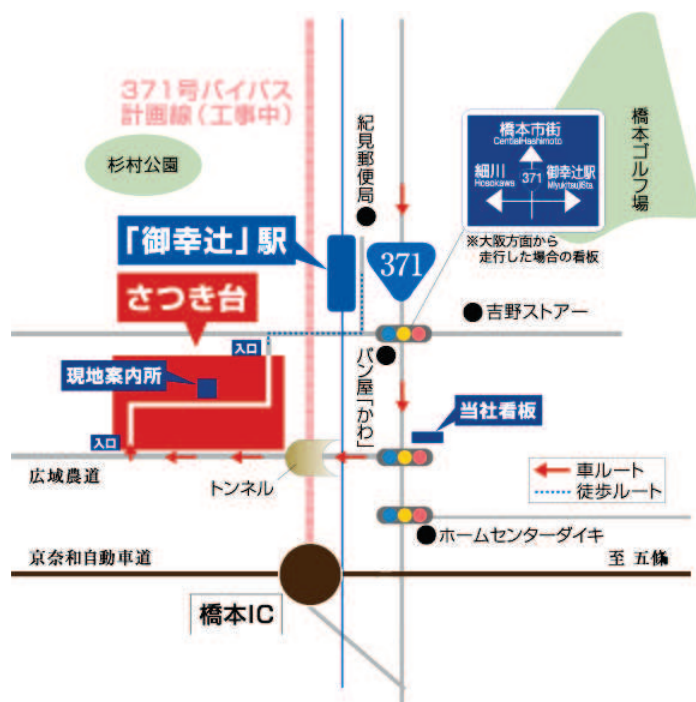 371号バイパス
計画線（工事中）
杉村公園
紀見郵便局
橋本市街
CentralHashimoto
細川
Hosokawa
371
御幸辻駅
MiyukitsujiSta.
橋本ゴルフ場
※大阪方面から
走行した場合の看板
「御幸辻」駅
371
さつき台
吉野ストアー
入口
パン屋「かわ」
現地案内所
当社看板
入口
広域農道
トンネル
車ルート
徒歩ルート
ホームセンターダイキ
京奈和自動車道
至 五條
橋本IC